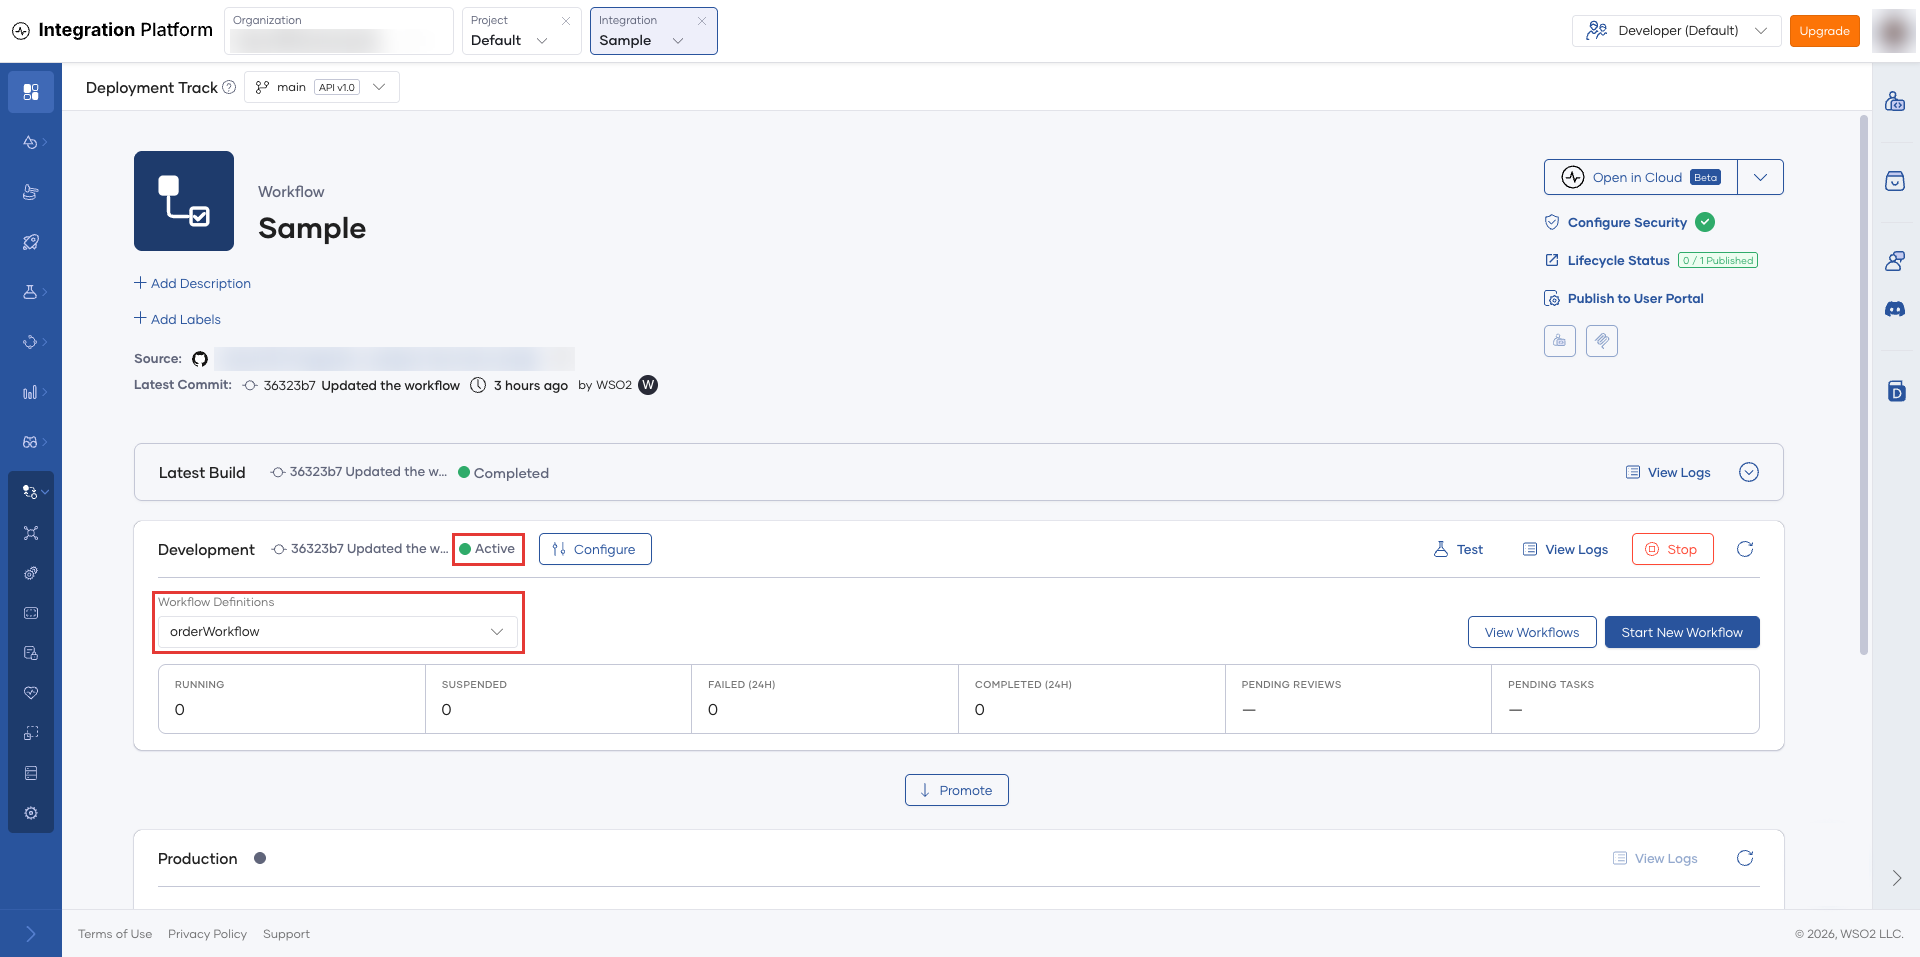 Integration Platform
Organization
Project
Default
Integration
Sample
Developer (Default)
Upgrade
Deployment Track
main
API v1.0
Workflow
Sample
Open in Cloud
Beta
Configure Security
Lifecycle Status
0 / 1 Published
Publish to User Portal
Add Description
Add Labels
Source:
Latest Commit:
36323b7 Updated the workflow
3 hours ago
by WSO2
W
D
Latest Build
36323b7 Updated the w...
Completed
View Logs
Development
36323b7 Updated the w...
Active
Configure
Test
View Logs
Stop
Workflow Definitions
orderWorkflow
View Workflows
Start New Workflow
RUNNING
0
SUSPENDED
0
FAILED (24H)
0
COMPLETED (24H)
0
PENDING REVIEWS
—
PENDING TASKS
—
Promote
Production
View Logs
Terms of Use
Privacy Policy
Support
© 2026, WSO2 LLC.